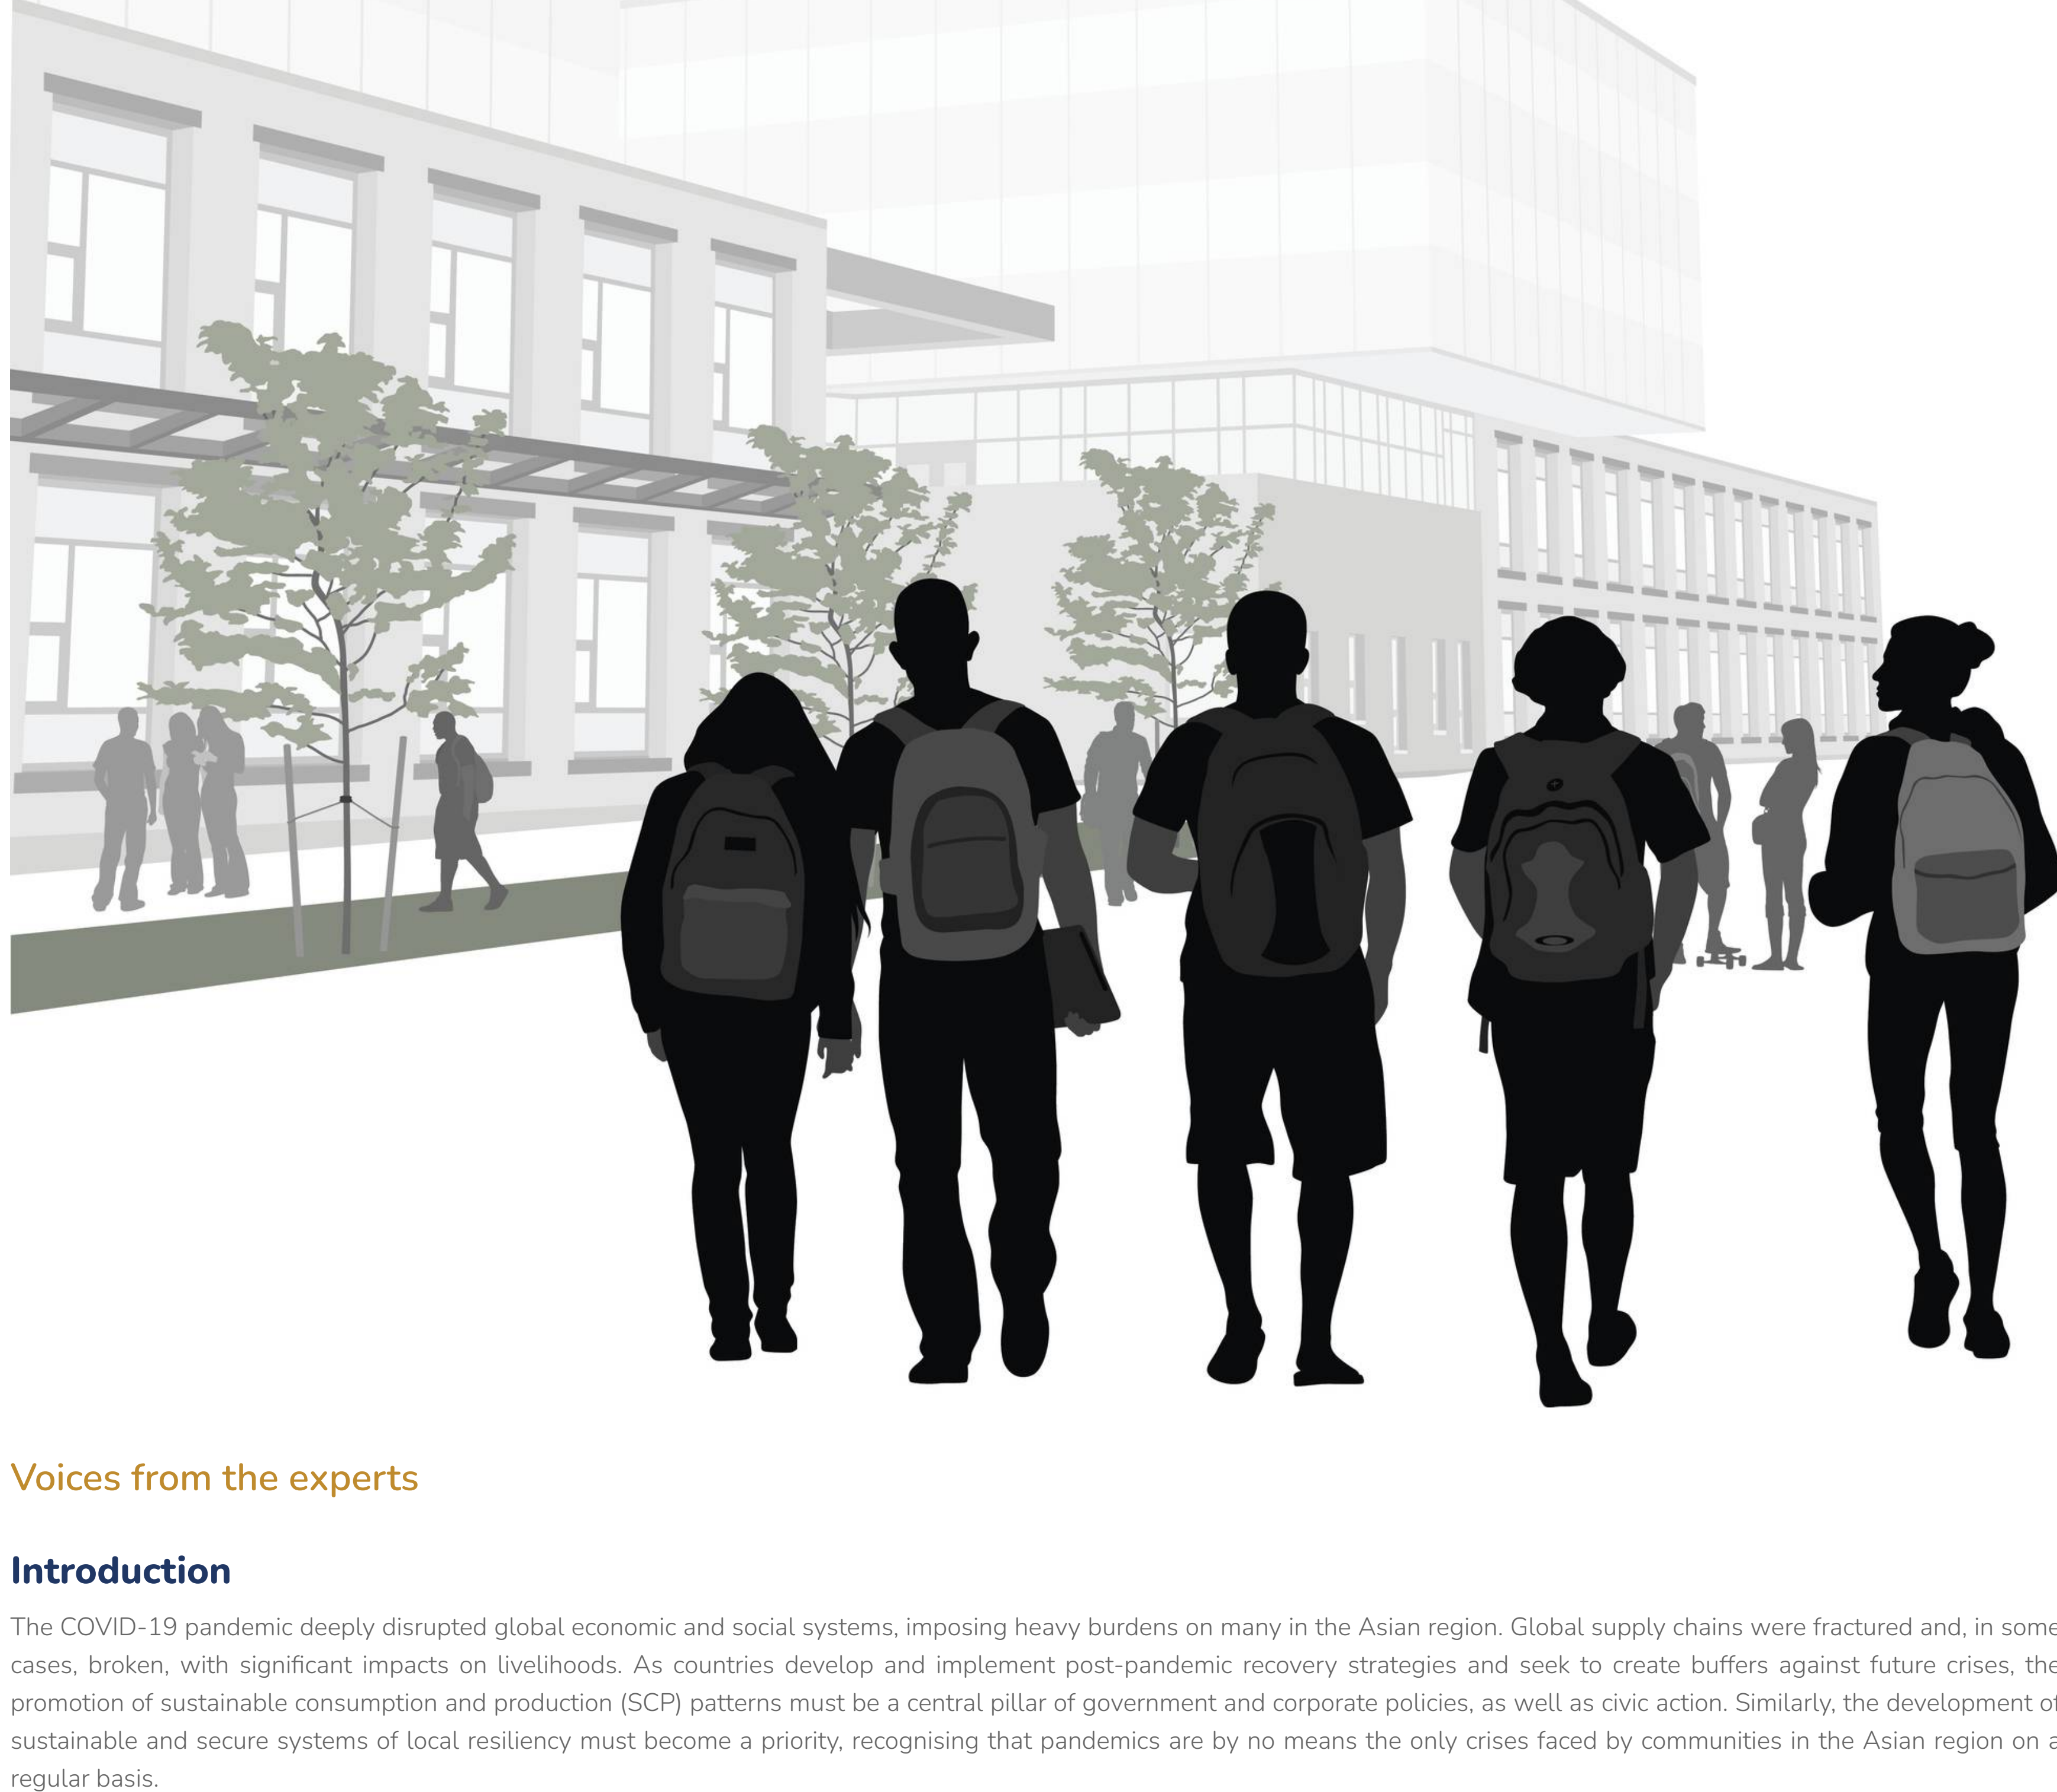 Voices from the experts
Introduction
The COVID-19 pandemic deeply disrupted global economic and social systems, imposing heavy burdens on many in the Asian region. Global supply chains were fractured and, in some
cases, broken, with significant impacts on livelihoods. As countries develop and implement post-pandemic recovery strategies and seek to create buffers against future crises, the
promotion of sustainable consumption and production (SCP) patterns must be a central pillar of government and corporate policies, as well as civic action. Similarly, the development of
sustainable and secure systems of local resiliency must become a priority, recognising that pandemics are by no means the only crises faced by communities in the Asian region on a
regular basis.